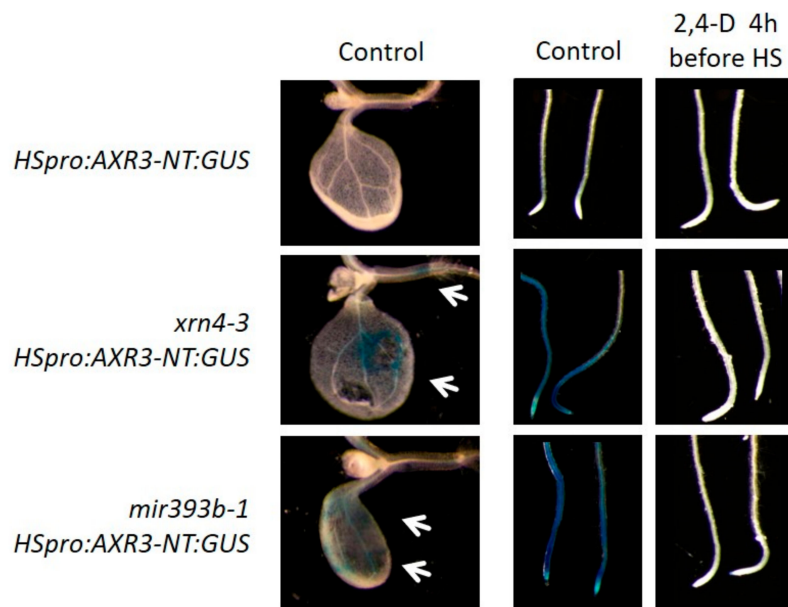 2,4-D 4h
Control
Control
before HS
HSpro:AXR3-NT:GUS
xrn4-3
HSpro:AXR3-NT:GUS
mir393b-1
HSpro:AXR3-NT:GUS